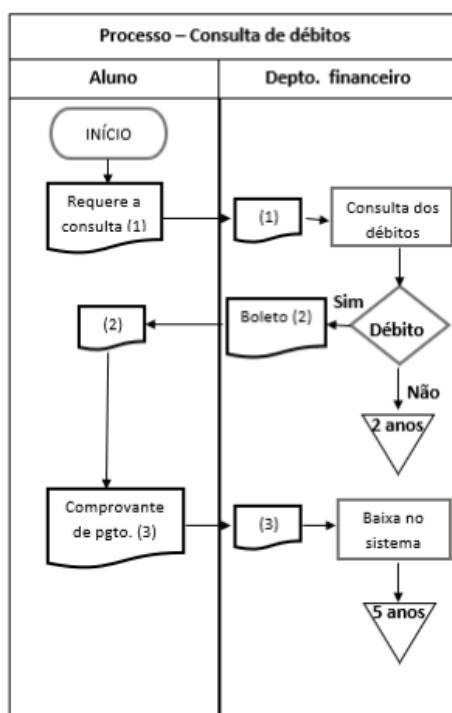 Processo – Consulta de débitos
Aluno
Depto. financeiro
INÍCIO
Requere a
consulta (1)
(1)
Consulta dos
débitos
Débito
Sim
Boleto (2)
(2)
Não
2 anos
Comprovante
de pgto. (3)
(3)
Baixa no
sistema
5 anos